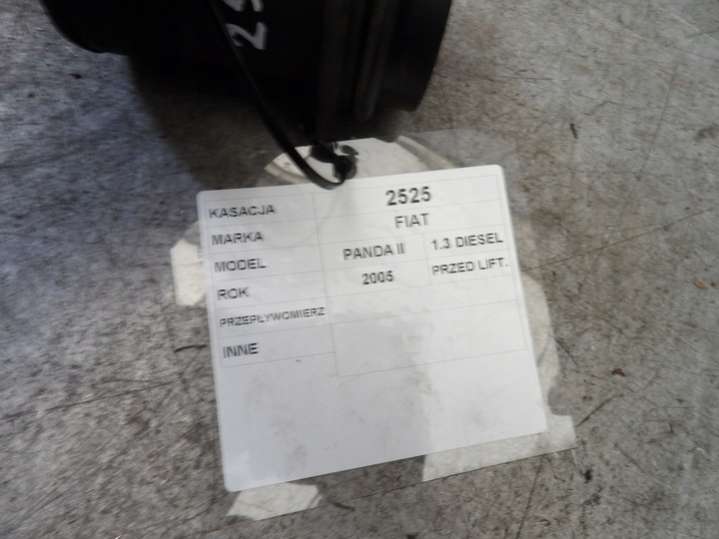 KASACJA 2525
MARKA FIAT
MODEL PANDA II 1.3 DIESEL
ROK 2005 PRZED LIFT.
PRZEPŁYWOMIERZ
INNE